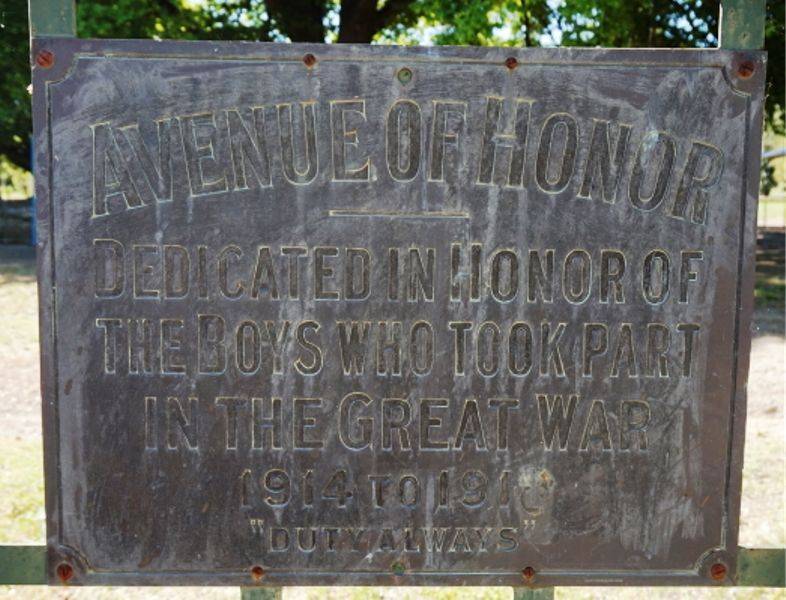 AVENUE OF HONOR
DEDICATED IN HONOR OF
THE BOYS WHO TOOK PART
IN THE GREAT WAR
1914 TO
"DUTY ALWAYS"